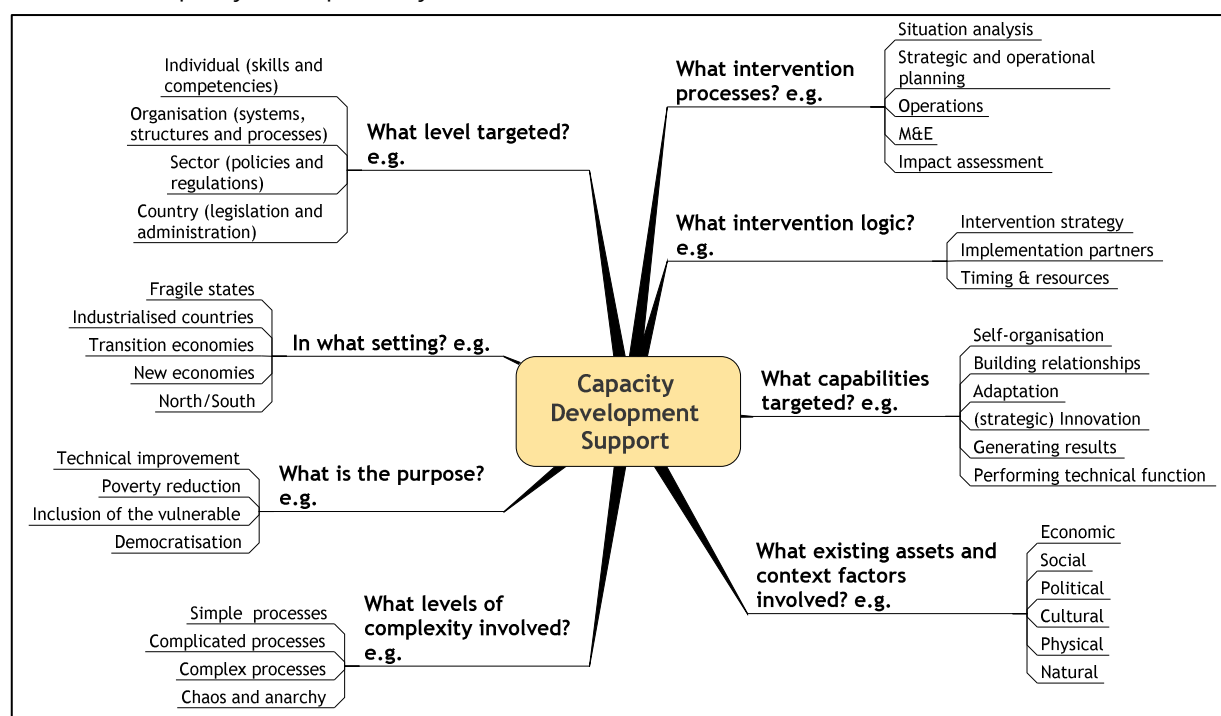 Individual (skills and
competencies)
Organisation (systems,
structures and processes)
Sector (policies and
regulations)
Country (legislation and
administration)
What level targeted?
e.g.
Fragile states
Industrialised countries
Transition economies
New economies
North/South
In what setting? e.g.
Technical improvement
Poverty reduction
Inclusion of the vulnerable
Democratisation
What is the purpose?
e.g.
Simple  processes
Complicated processes
Complex processes
Chaos and anarchy
What levels of
complexity involved?
e.g.
Capacity
Development
Support
What intervention
processes? e.g.
Situation analysis
Strategic and operational
planning
Operations
M&E
Impact assessment
What intervention logic?
e.g.
Intervention strategy
Implementation partners
Timing & resources
What capabilities
targeted? e.g.
Self-organisation
Building relationships
Adaptation
(strategic) Innovation
Generating results
Performing technical function
What existing assets and
context factors
involved? e.g.
Economic
Social
Political
Cultural
Physical
Natural